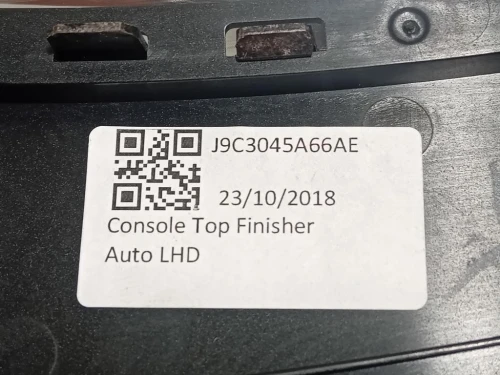 J9C3045A66AE
23/10/2018
Console Top Finisher
Auto LHD